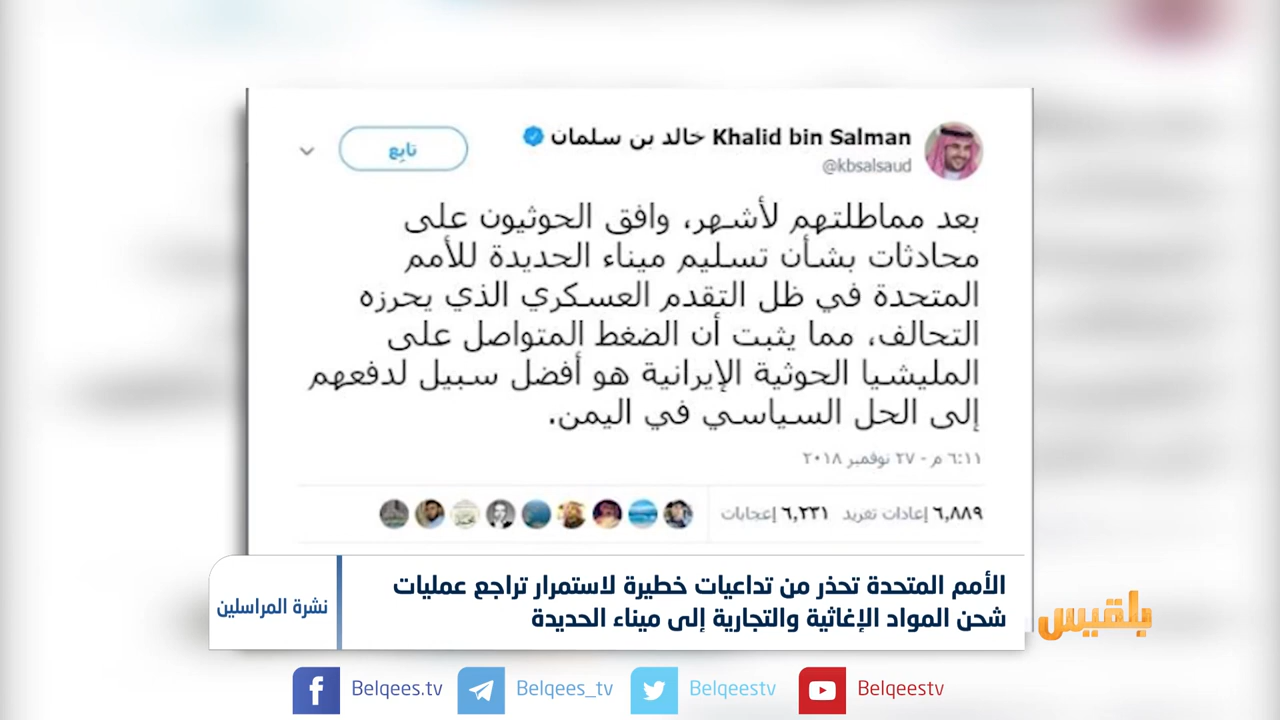 Khalid bin Salman خالد بن سلمان
@kbsalsaud
تابِع
بعد مماطلتهم لأشهر، وافق الحوثيون على
محادثات بشأن تسليم ميناء الحديدة للأمم
المتحدة في ظل التقدم العسكري الذي يحرزه
التحالف، مما يثبت أن الضغط المتواصل على
المليشيا الحوثية الإيرانية هو أفضل سبيل لدفعهم
إلى الحل السياسي في اليمن.
٦:١١ م - ٢٧ نوفمبر ٢٠١٨
٦,٨٨٩ إعادات تغريد ٦,٢٣١ إعجابات
الأمم المتحدة تحذر من تداعيات خطيرة لاستمرار تراجع عمليات
شحن المواد الإغاثية والتجارية إلى ميناء الحديدة
نشرة المراسلين
بلقيس
Belqees.tv
Belqees_tv
Belqeestv
Belqeestv